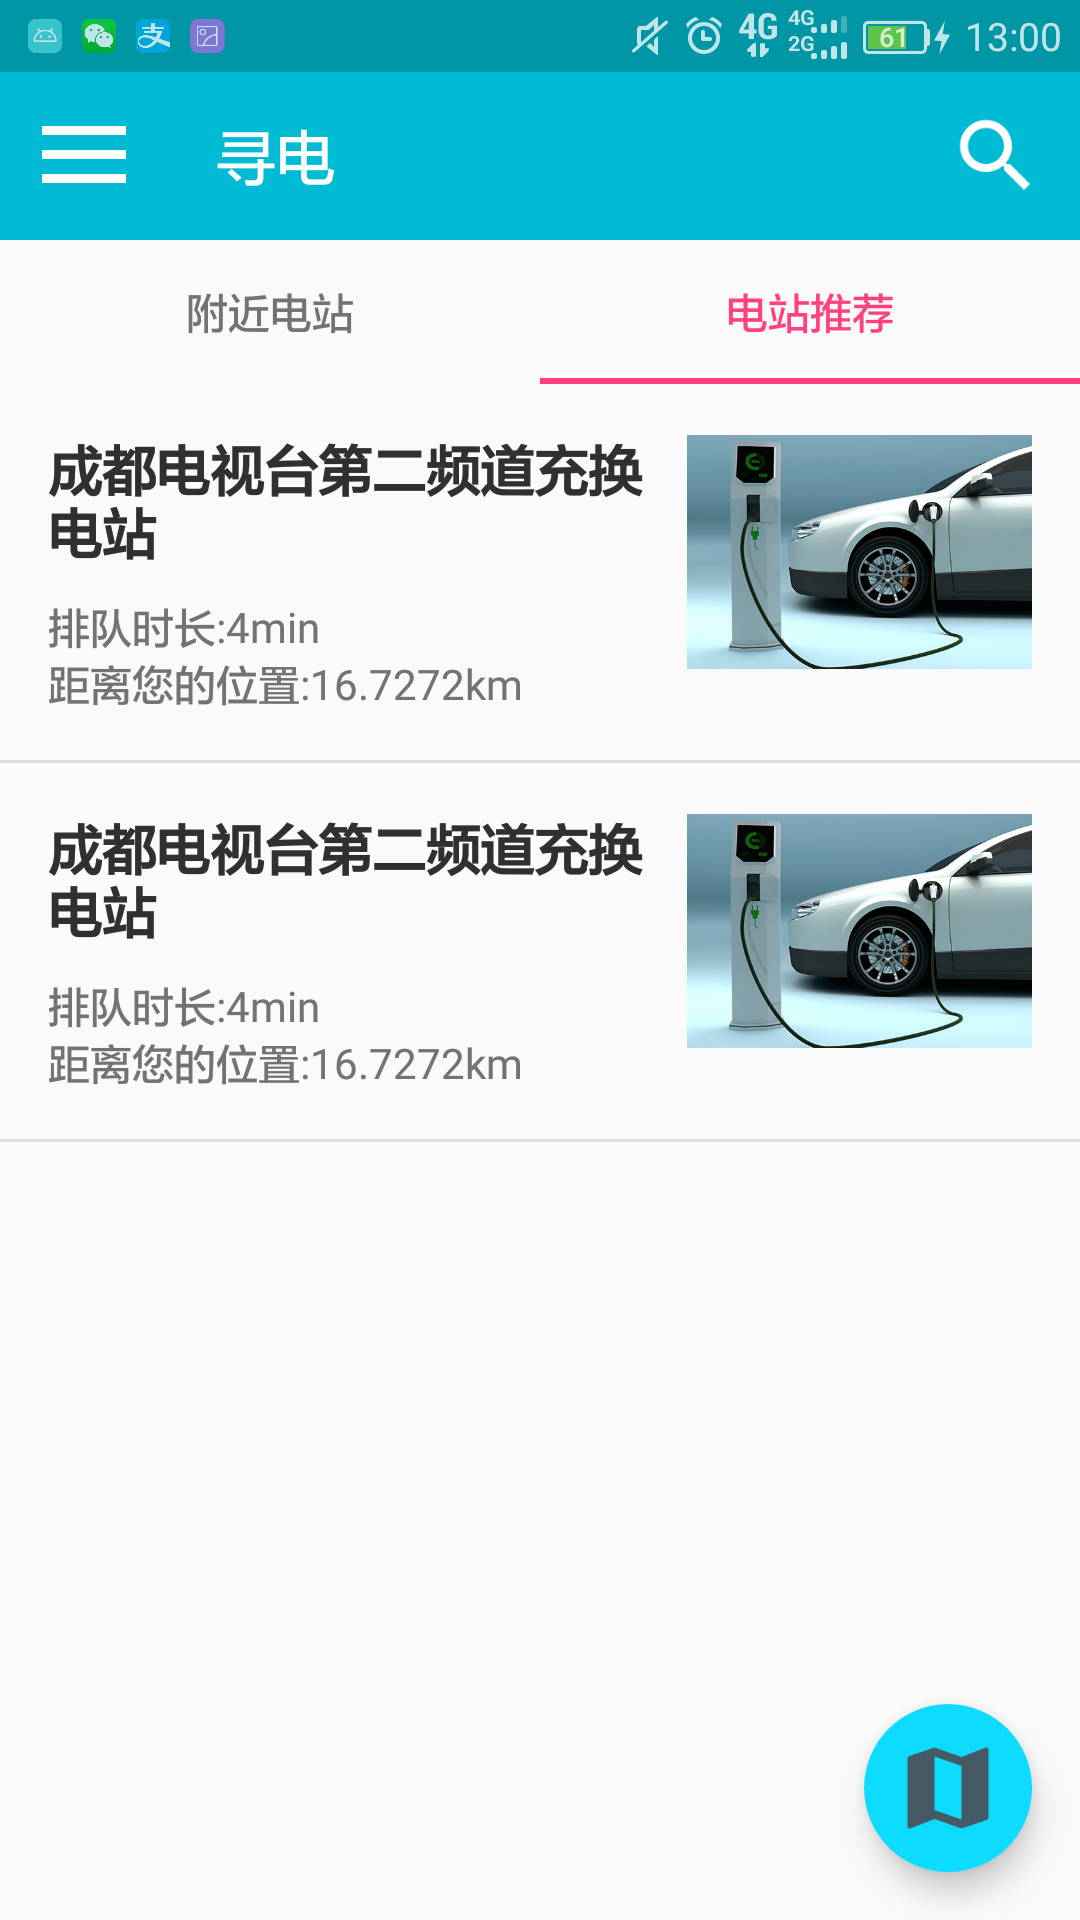 4G 4G 2G 61 13:00
寻电
附近电站 电站推荐
成都电视台第二频道充换
电站
排队时长:4min
距离您的位置:16.7272km
成都电视台第二频道充换
电站
排队时长:4min
距离您的位置:16.7272km